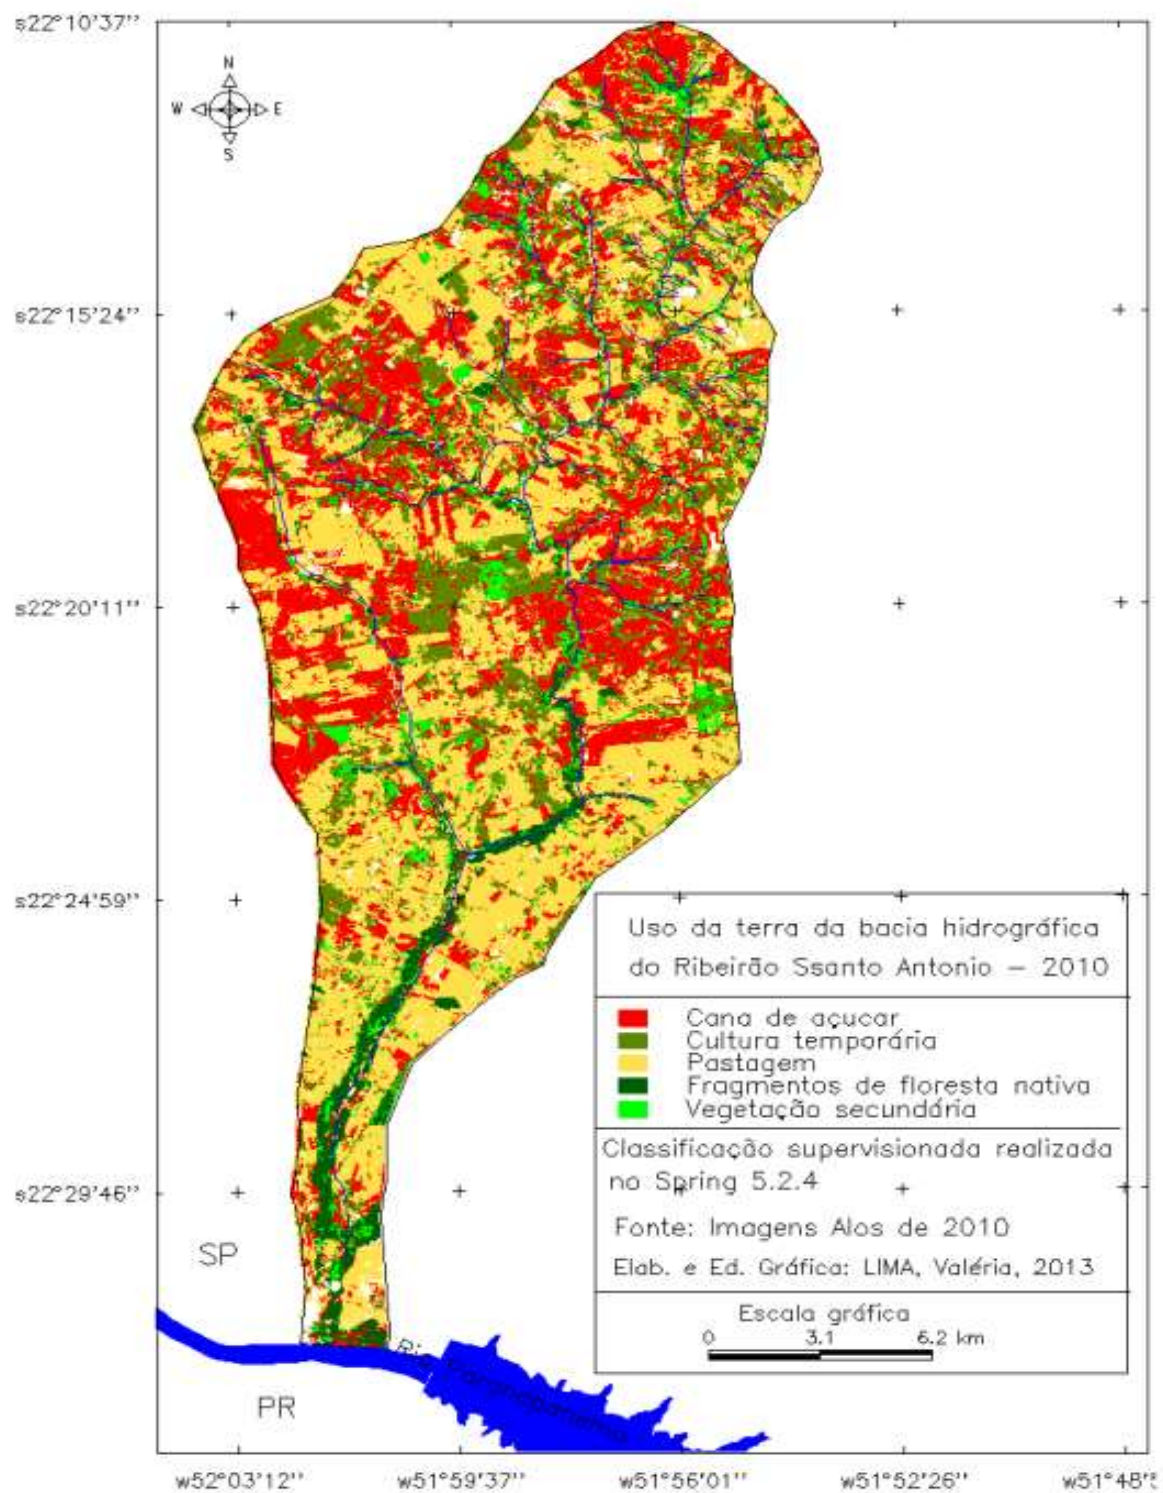 s22°10'37''
N
W E
S
s22°15'24''
s22°20'11''
s22°24'59''
Uso da terra da bacia hidrográfica
do Ribeirão Ssanto Antonio – 2010
Cana de açucar
Cultura temporária
Pastagem
Fragmentos de floresta nativa
Vegetação secundária
Classificação supervisionada realizada
no Spring 5.2.4
s22°29'46''
Fonte: Imagens Alos de 2010
SP
Elab. e Ed. Gráfica: LIMA, Valéria, 2013
Escala gráfica
0 3.1 6.2 km
Rio Paranapanema
PR
w52°03'12'' w51°59'37'' w51°56'01'' w51°52'26'' w51°48'